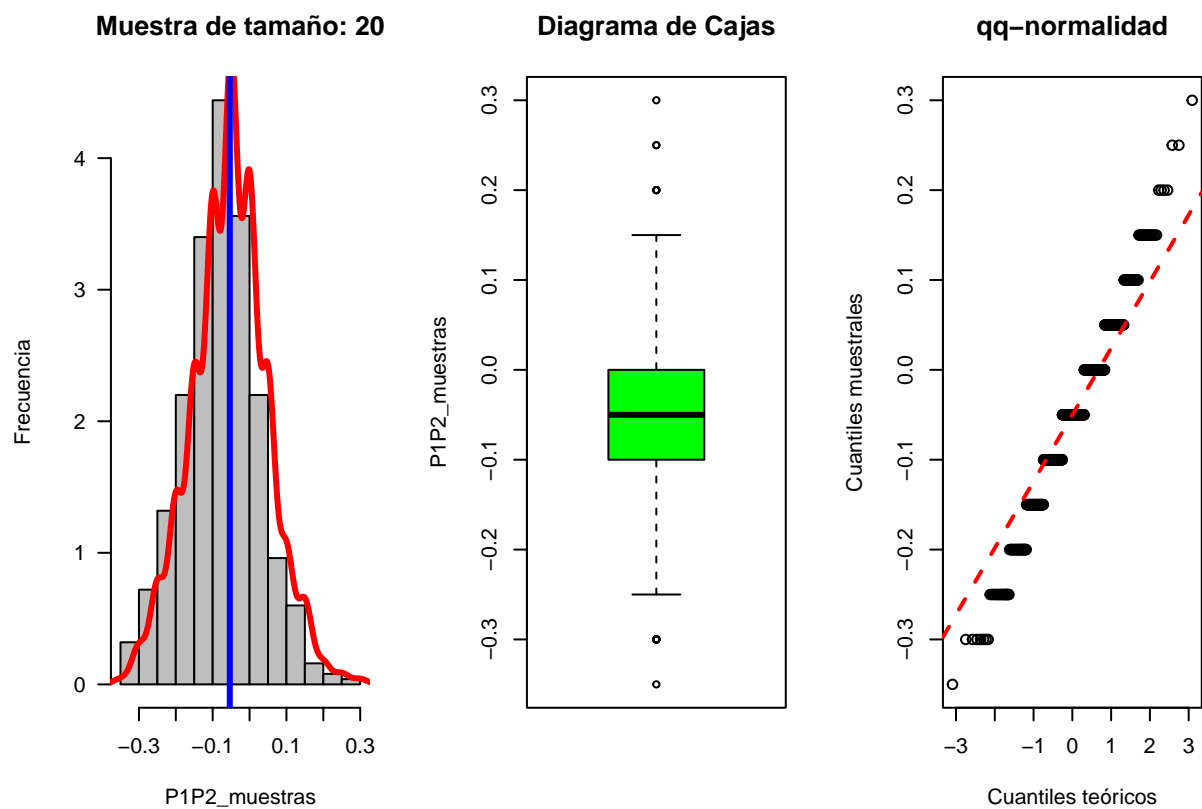 Muestra de tamaño: 20
Frecuencia
4
3
2
1
0
−0.3 −0.1 0.1 0.3
P1P2_muestras
Diagrama de Cajas
P1P2_muestras
0.3
0.2
0.1
0.0
−0.1
−0.2
−0.3
qq−normalidad
Cuantiles muestrales
0.3
0.2
0.1
0.0
−0.1
−0.2
−0.3
−3 −1 0 1 2 3
Cuantiles teóricos